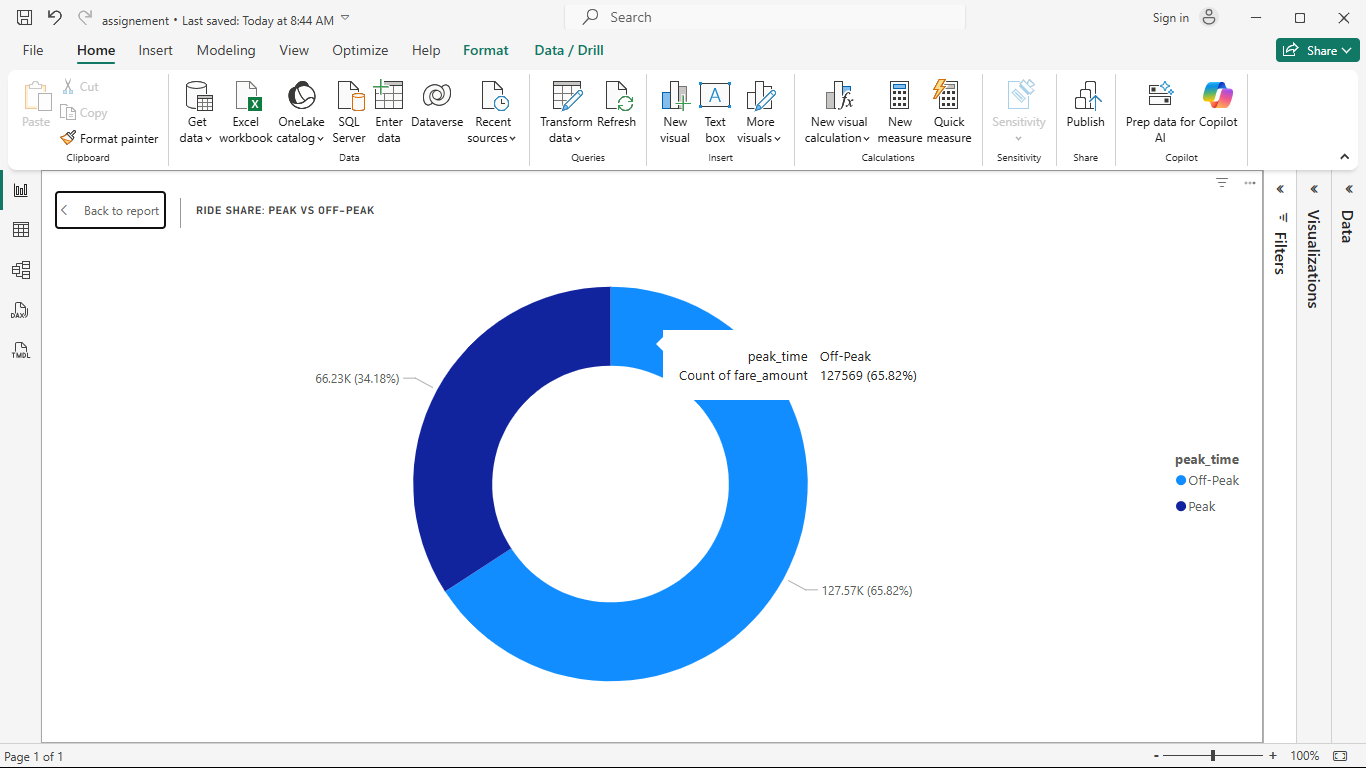 assignement • Last saved: Today at 8:44 AM
Search
Sign in
File Home Insert Modeling View Optimize Help Format Data / Drill
Share
Paste
Cut
Copy
Format painter
Clipboard
Get data
Excel workbook
OneLake catalog
SQL Server
Enter data
Dataverse
Recent sources
Data
Transform data
Refresh
Queries
New visual
Text box
More visuals
Insert
New visual calculation
New measure
Quick measure
Calculations
Sensitivity
Sensitivity
Publish
Share
Prep data for AI
Copilot
Copilot
Back to report
RIDE SHARE: PEAK VS OFF-PEAK
DAX
TMDL
66.23K (34.18%)
peak_time Off-Peak
Count of fare_amount 127569 (65.82%)
127.57K (65.82%)
peak_time
Off-Peak
Peak
Filters
Visualizations
Data
Page 1 of 1
- + 100%